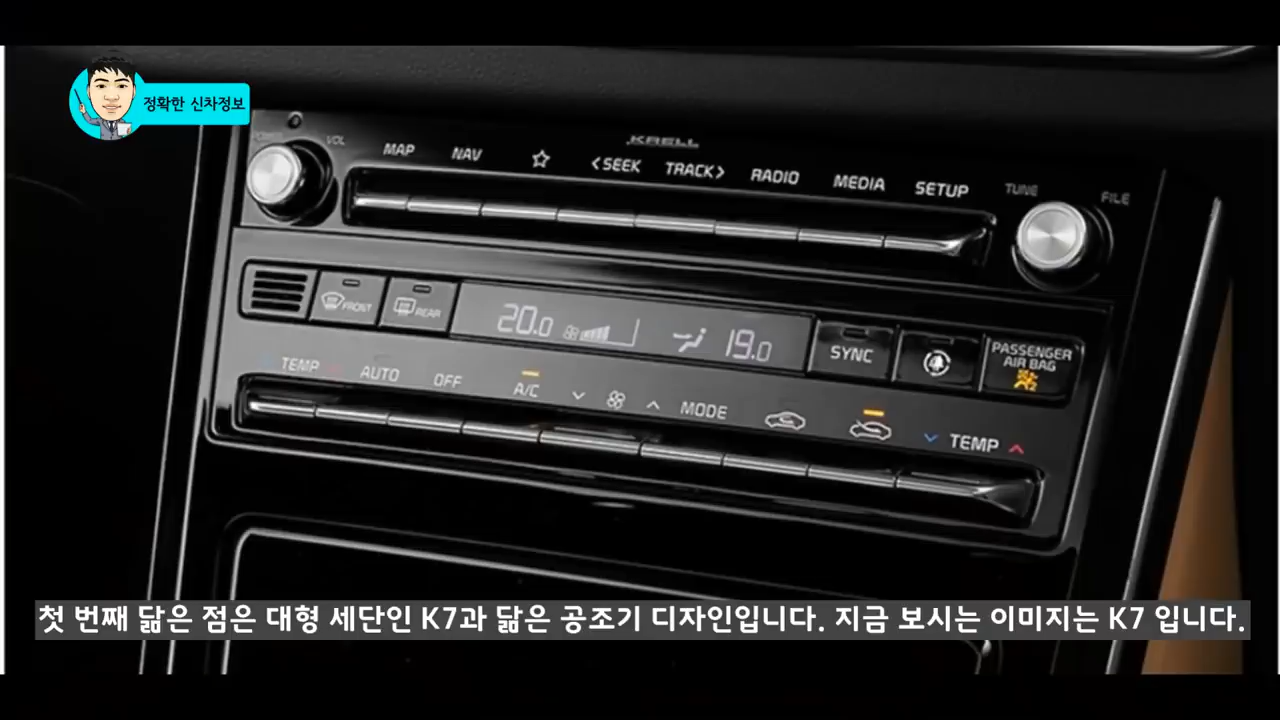 정확한 신차정보
KRELL
POWER
VOL
MAP
NAV
<SEEK
TRACK>
RADIO
MEDIA
SETUP
TUNE
FILE
FRONT
REAR
20.0
19.0
SYNC
PASSENGER
AIR BAG
TEMP
AUTO
OFF
A/C
MODE
TEMP
첫 번째 닮은 점은 대형 세단인 K7과 닮은 공조기 디자인입니다. 지금 보시는 이미지는 K7 입니다.